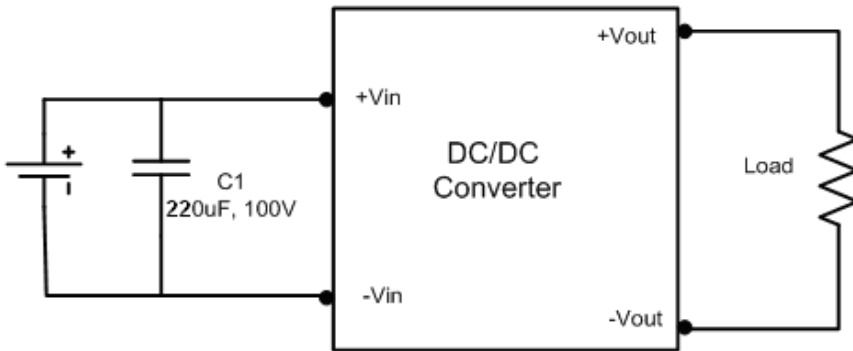 +Vout
+Vin
DC/DC
Converter
Load
+
-
C1
220uF, 100V
-Vin
-Vout